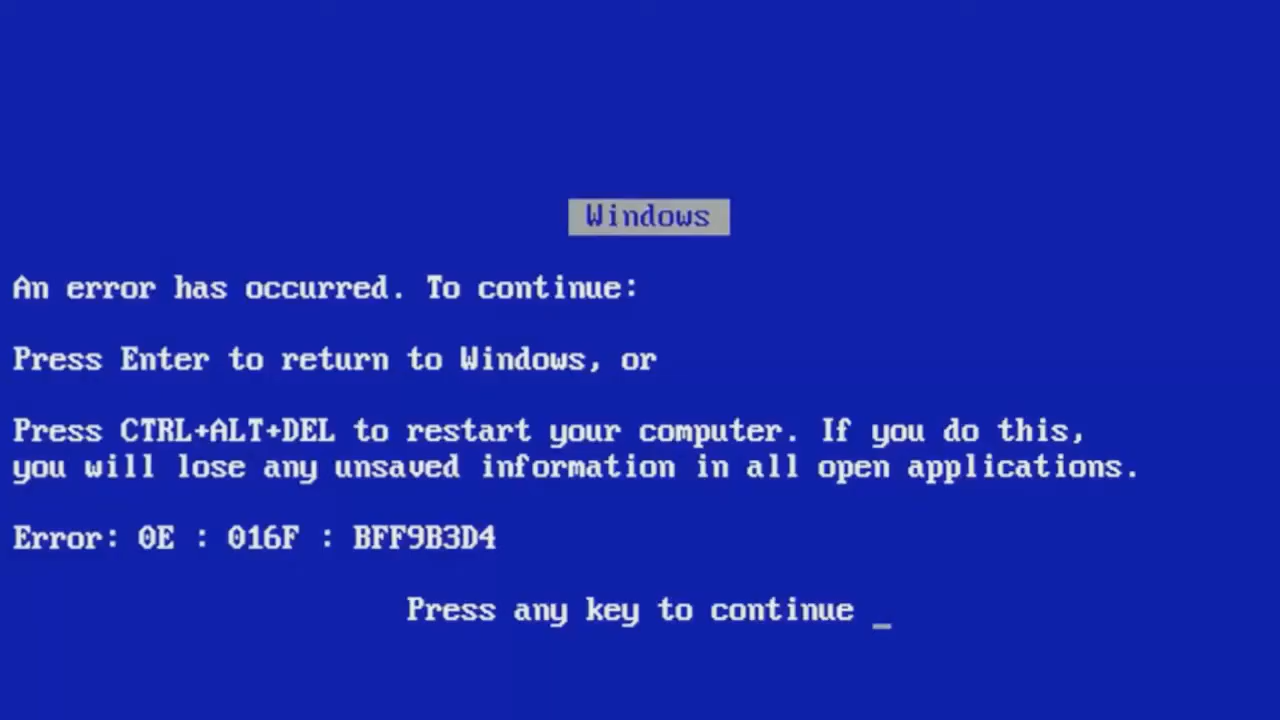 Windows
An error has occurred. To continue:
Press Enter to return to Windows, or
Press CTRL+ALT+DEL to restart your computer. If you do this,
you will lose any unsaved information in all open applications.
Error: 0E : 016F : BFF9B3D4
Press any key to continue _